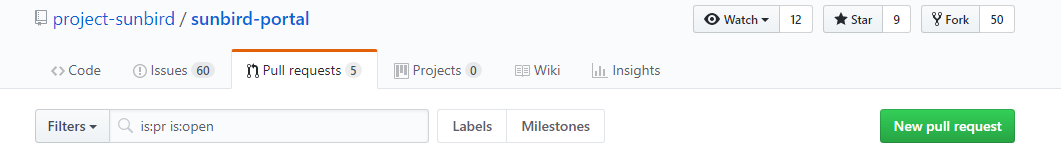 project-sunbird / sunbird-portal Watch 12 Star 9 Fork 50
Code Issues 60 Pull requests 5 Projects 0 Wiki Insights
Filters is:pr is:open Labels Milestones New pull request